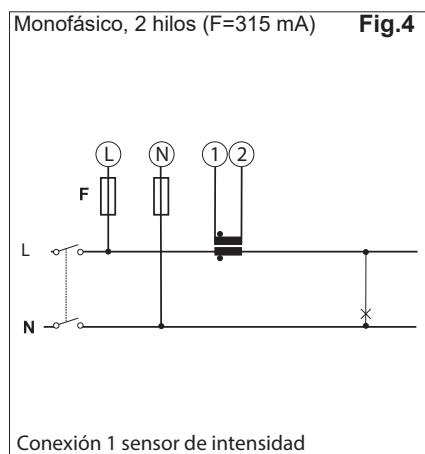 Monofásico, 2 hilos (F=315 mA) Fig.4
L N 1 2
F
L
N
Conexión 1 sensor de intensidad